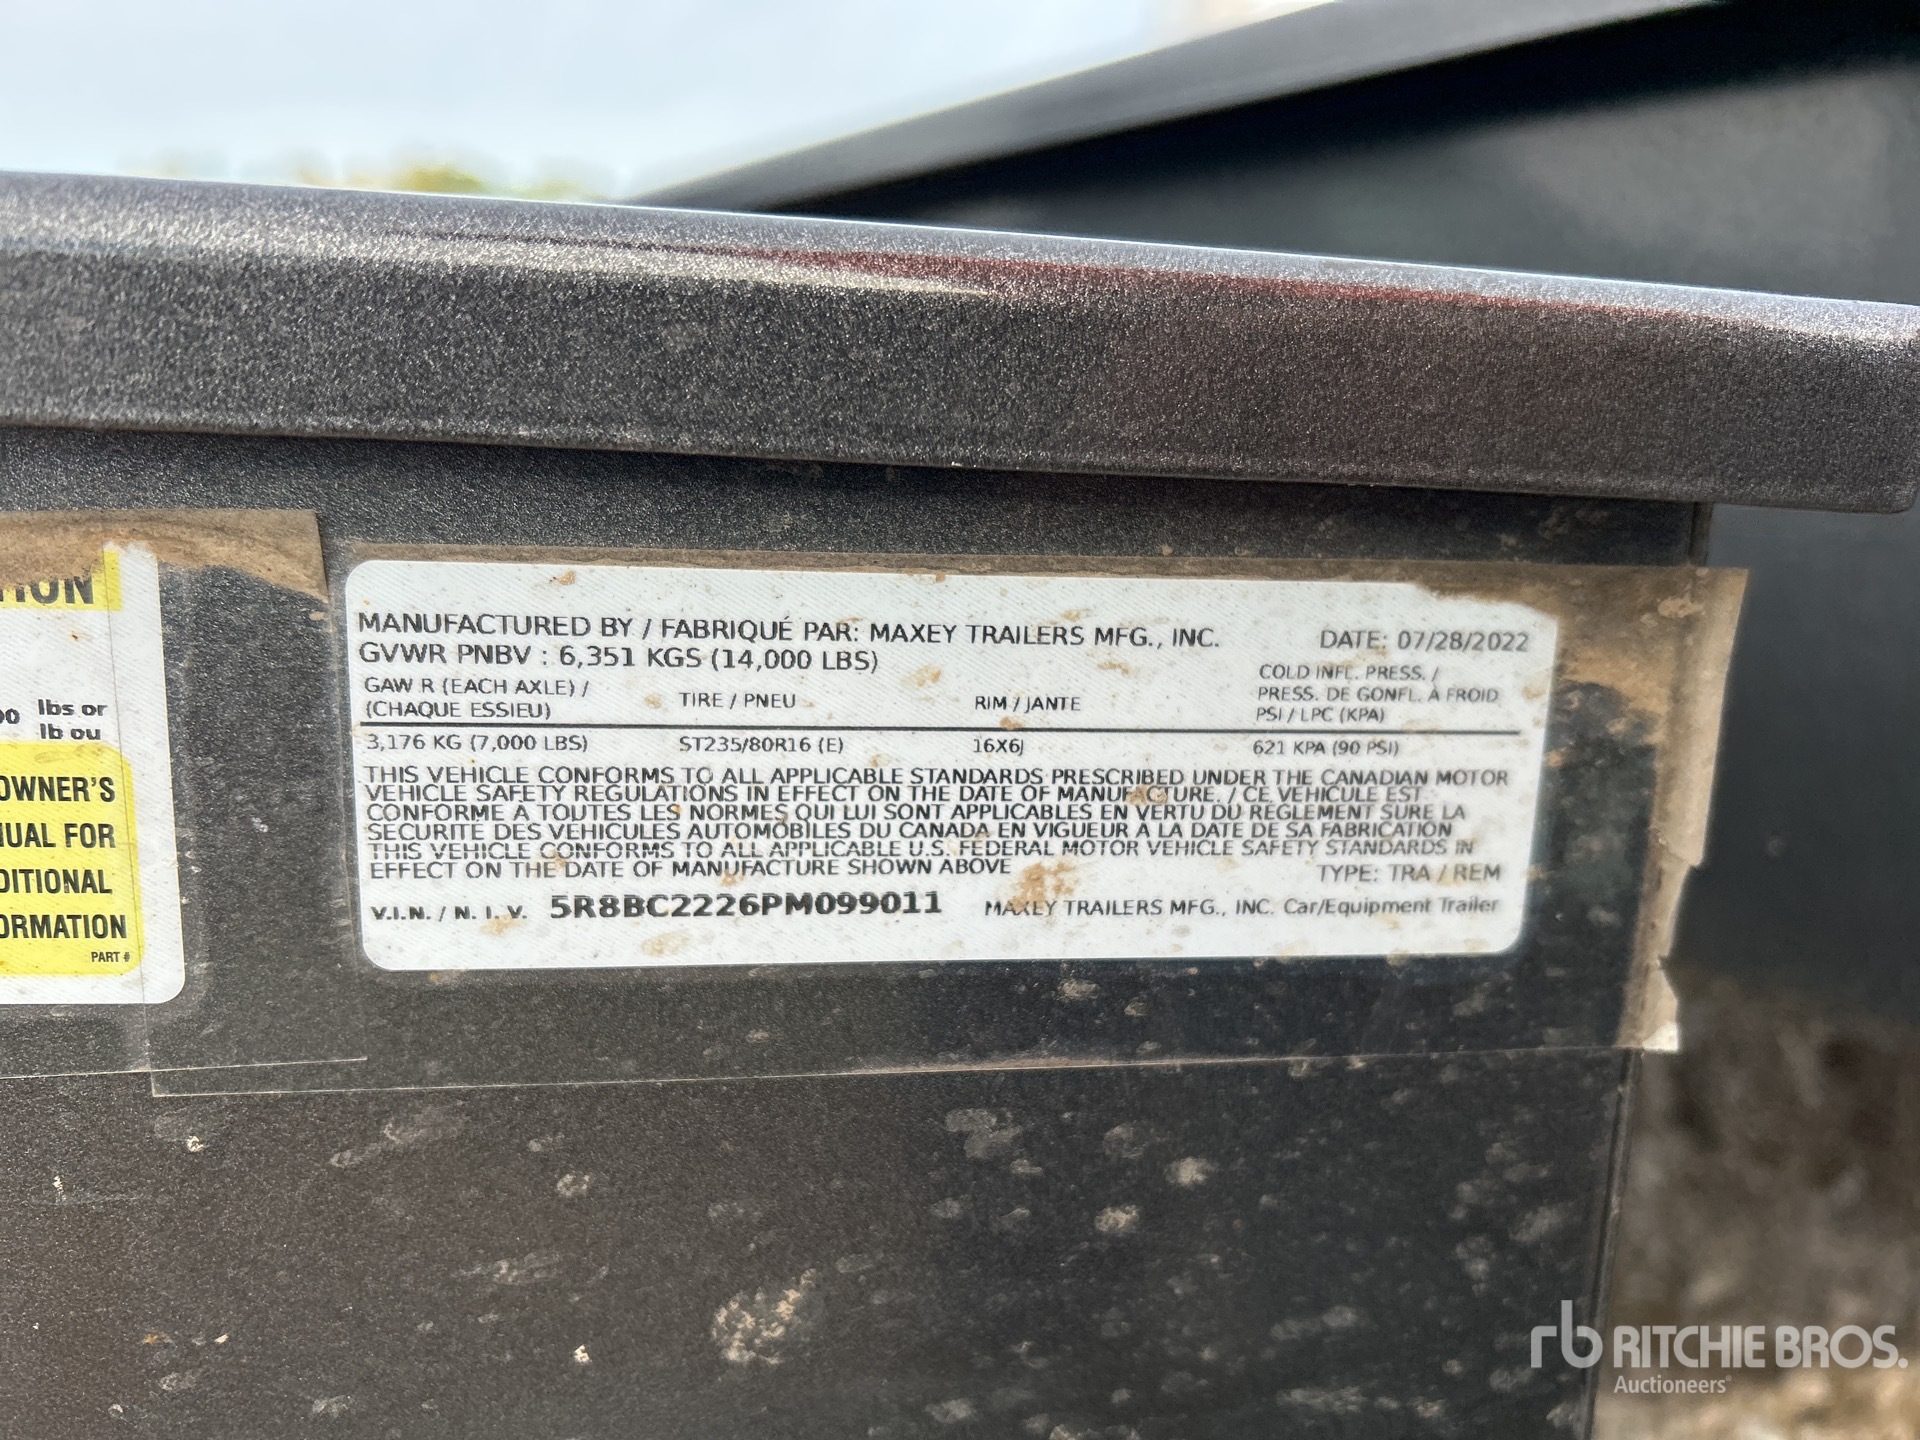 TION
00 lbs or
lb ou
OWNER'S
NUAL FOR
DITIONAL
ORMATION
PART #
MANUFACTURED BY / FABRIQUÉ PAR: MAXEY TRAILERS MFG., INC. DATE: 07/28/2022
GVWR PNBV : 6,351 KGS (14,000 LBS)
GAW R (EACH AXLE) / (CHAQUE ESSIEU) TIRE / PNEU RIM / JANTE COLD INFL. PRESS. / PRESS. DE GONFL. À FROID PSI / LPC (KPA)
3,176 KG (7,000 LBS) ST235/80R16 (E) 16X6J 621 KPA (90 PSI)
THIS VEHICLE CONFORMS TO ALL APPLICABLE STANDARDS PRESCRIBED UNDER THE CANADIAN MOTOR
VEHICLE SAFETY REGULATIONS IN EFFECT ON THE DATE OF MANUFACTURE. / CE VEHICULE EST
CONFORME A TOUTES LES NORMES QUI LUI SONT APPLICABLES EN VERTU DU REGLEMENT SURE LA
SECURITE DES VEHICULES AUTOMOBILES DU CANADA EN VIGUEUR A LA DATE DE SA FABRICATION
THIS VEHICLE CONFORMS TO ALL APPLICABLE U.S. FEDERAL MOTOR VEHICLE SAFETY STANDARDS IN
EFFECT ON THE DATE OF MANUFACTURE SHOWN ABOVE TYPE: TRA / REM
V.I.N. / N. I. V. 5R8BC2226PM099011 MAXEY TRAILERS MFG., INC. Car/Equipment Trailer
rb RITCHIE BROS.
Auctioneers